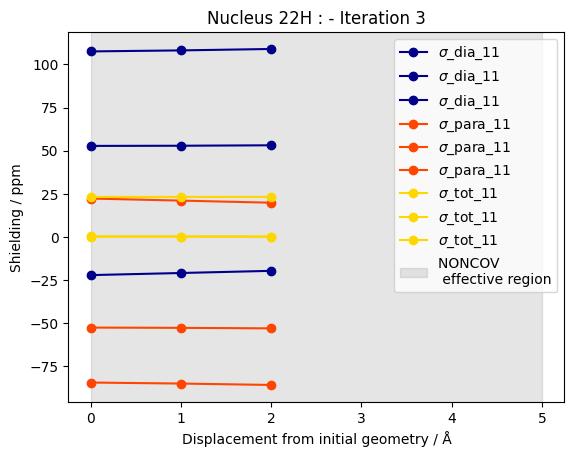 Nucleus 22H : - Iteration 3
Shielding / ppm
100
75
50
25
0
−25
−50
−75
σ_dia_11
σ_dia_11
σ_dia_11
σ_para_11
σ_para_11
σ_para_11
σ_tot_11
σ_tot_11
σ_tot_11
NONCOV
effective region
0 1 2 3 4 5
Displacement from initial geometry / Å